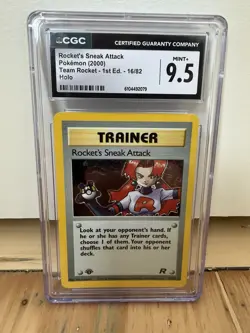 CGC
CERTIFIED GUARANTY COMPANY
Rocket's Sneak Attack
Pokémon (2000)
Team Rocket - 1st Ed. - 16/82
Holo
6104492079
MINT+
9.5
TRAINER
Rocket's Sneak Attack
Look at your opponent's hand. If
he or she has any Trainer cards,
choose 1 of them. Your opponent
shuffles that card into his or her
deck.